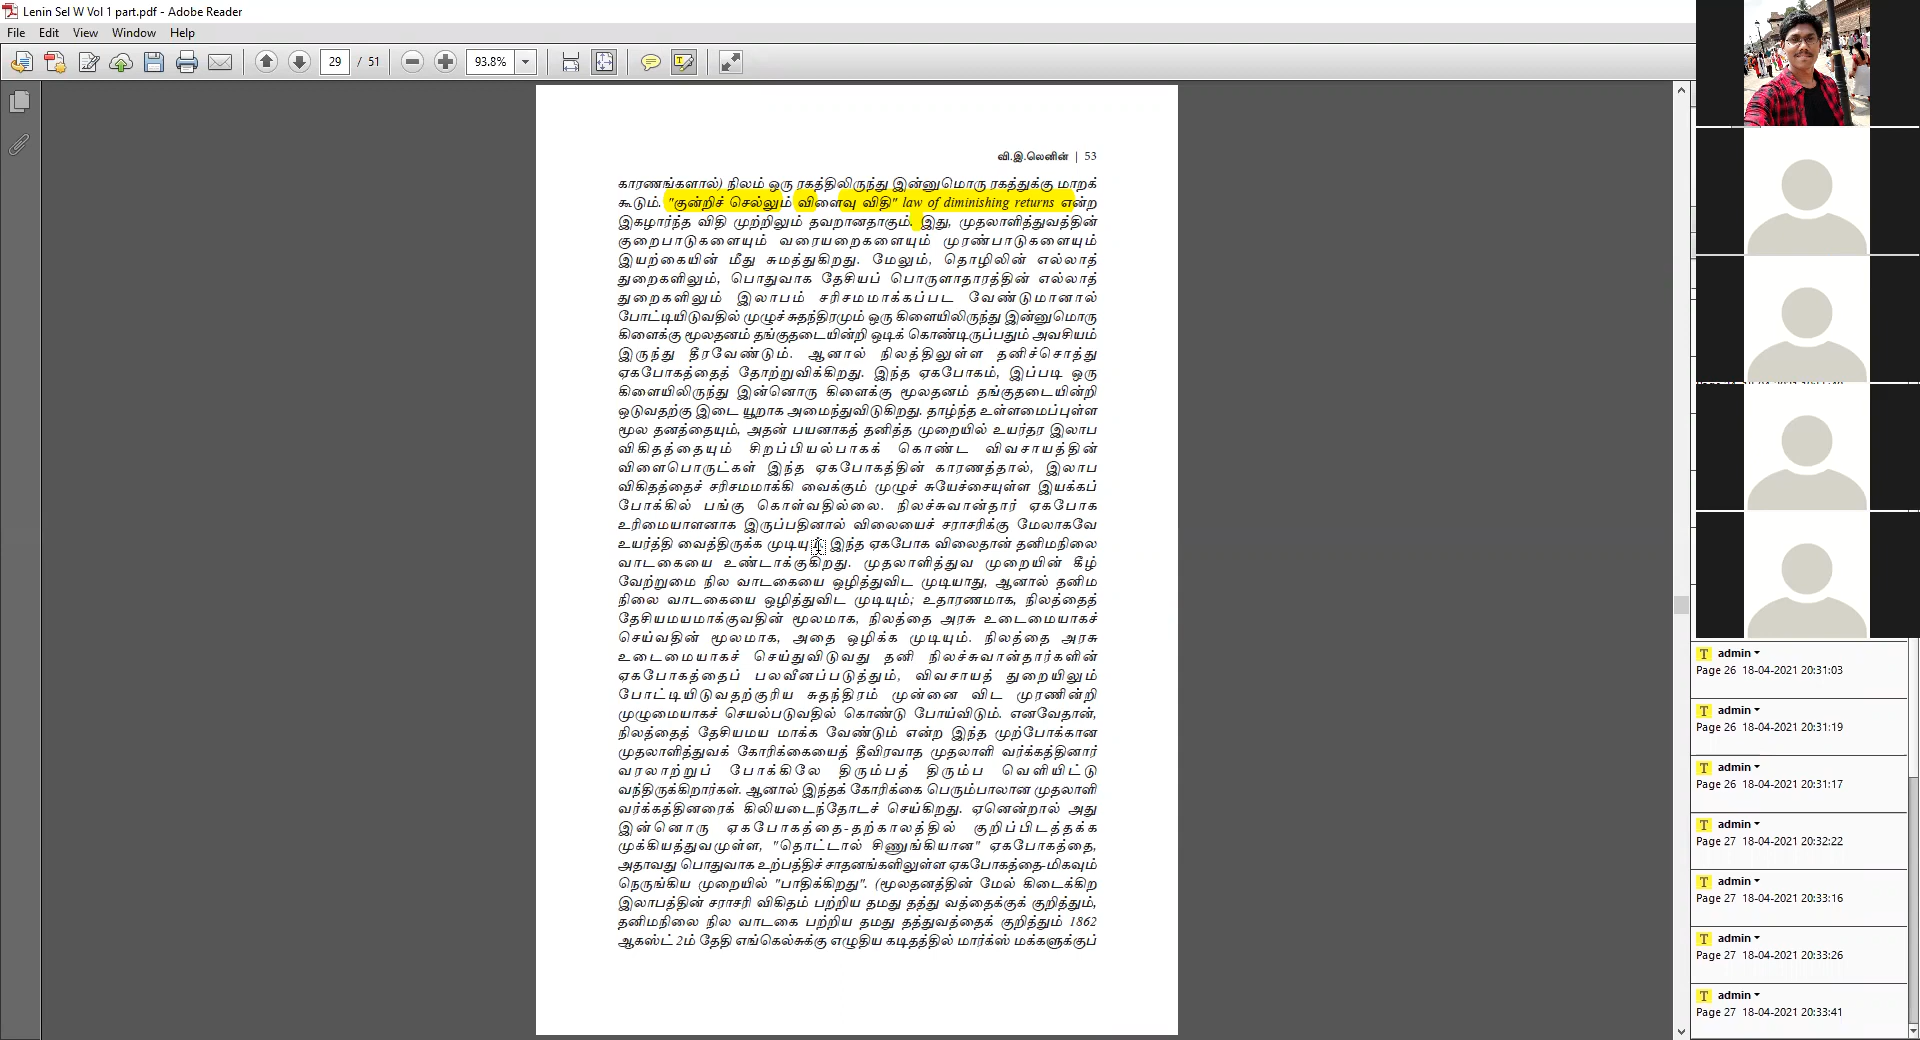 Lenin Sel W Vol 1 part.pdf - Adobe Reader
File Edit View Window Help
29 / 51 93.8%
வி.இ.லெனின் | 53
காரணங்களால்) நிலம் ஒரு ரகத்திலிருந்து இன்னுமொரு ரகத்துக்கு மாறக்
கூடும். "குன்றிச் செல்லும் விளைவு விதி" law of diminishing returns என்ற
இகழார்ந்த விதி முற்றிலும் தவறானதாகும். இது, முதலாளித்துவத்தின்
குறைபாடுகளையும் வரையறைகளையும் முரண்பாடுகளையும்
இயற்கையின் மீது சுமத்துகிறது. மேலும், தொழிலின் எல்லாத்
துறைகளிலும், பொதுவாக தேசியப் பொருளாதாரத்தின் எல்லாத்
துறைகளிலும் இலாபம் சரிசமமாக்கப்பட வேண்டுமானால்
போட்டியிடுவதில் முழுச்சுதந்திரமும் ஒரு கிளையிலிருந்து இன்னுமொரு
கிளைக்கு மூலதனம் தங்குதடையின்றி ஒடிக் கொண்டிருப்பதும் அவசியம்
இருந்து தீரவேண்டும். ஆனால் நிலத்திலுள்ள தனிச்சொத்து
ஏகபோகத்தைத் தோற்றுவிக்கிறது. இந்த ஏகபோகம், இப்படி ஒரு
கிளையிலிருந்து இன்னொரு கிளைக்கு மூலதனம் தங்குதடையின்றி
ஒடுவதற்கு இடை யூறாக அமைந்துவிடுகிறது. தாழ்ந்த உள்ளமைப்புள்ள
மூல தனத்தையும், அதன் பயனாகத் தனித்த முறையில் உயர்தர இலாப
விகிதத்தையும் சிறப்பியல்பாகக் கொண்ட விவசாயத்தின்
விளைபொருட்கள் இந்த ஏகபோகத்தின் காரணத்தால், இலாப
விகிதத்தைச் சரிசமமாக்கி வைக்கும் முழுச் சுயேச்சையுள்ள இயக்கப்
போக்கில் பங்கு கொள்வதில்லை. நிலச்சுவான்தார் ஏகபோக
உரிமையாளனாக இருப்பதினால் விலையைச் சராசரிக்கு மேலாகவே
உயர்த்தி வைத்திருக்க முடியும். இந்த ஏகபோக விலைதான் தனிமநிலை
வாடகையை உண்டாக்குகிறது. முதலாளித்துவ முறையின் கீழ்
வேற்றுமை நில வாடகையை ஒழித்துவிட முடியாது, ஆனால் தனிம
நிலை வாடகையை ஒழித்துவிட முடியும்; உதாரணமாக, நிலத்தைத்
தேசியமயமாக்குவதின் மூலமாக, நிலத்தை அரசு உடைமையாகச்
செய்வதின் மூலமாக, அதை ஒழிக்க முடியும். நிலத்தை அரசு
உடைமையாகச் செய்துவிடுவது தனி நிலச்சுவான்தார்களின்
ஏகபோகத்தைப் பலவீனப்படுத்தும், விவசாயத் துறையிலும்
போட்டியிடுவதற்குரிய சுதந்திரம் முன்னை விட முரணின்றி
முழுமையாகச் செயல்படுவதில் கொண்டு போய்விடும். எனவேதான்,
நிலத்தைத் தேசியமய மாக்க வேண்டும் என்ற இந்த முற்போக்கான
முதலாளித்துவக் கோரிக்கையைத் தீவிரவாத முதலாளி வர்க்கத்தினார்
வரலாற்றுப் போக்கிலே திரும்பத் திரும்ப வெளியிட்டு
வந்திருக்கிறார்கள். ஆனால் இந்தக் கோரிக்கை பெரும்பாலான முதலாளி
வர்க்கத்தினரைக் கிலியடைந்தோடச் செய்கிறது. ஏனென்றால் அது
இன்னொரு ஏகபோகத்தை-தற்காலத்தில் குறிப்பிடத்தக்க
முக்கியத்துவமுள்ள, "தொட்டால் சிணுங்கியான" ஏகபோகத்தை,
அதாவது பொதுவாக உற்பத்திச் சாதனங்களிலுள்ள ஏகபோகத்தை-மிகவும்
நெருங்கிய முறையில் "பாதிக்கிறது". (மூலதனத்தின் மேல் கிடைக்கிற
இலாபத்தின் சராசரி விகிதம் பற்றிய தமது தத்து வத்தைக்குக் குறித்தும்,
தனிமநிலை நில வாடகை பற்றிய தமது தத்துவத்தைக் குறித்தும் 1862
ஆகஸ்ட் 2ம் தேதி எங்கெல்சுக்கு எழுதிய கடிதத்தில் மார்க்ஸ் மக்களுக்குப்
T admin
Page 26 18-04-2021 20:31:03
T admin
Page 26 18-04-2021 20:31:19
T admin
Page 26 18-04-2021 20:31:17
T admin
Page 27 18-04-2021 20:32:22
T admin
Page 27 18-04-2021 20:33:16
T admin
Page 27 18-04-2021 20:33:26
T admin
Page 27 18-04-2021 20:33:41